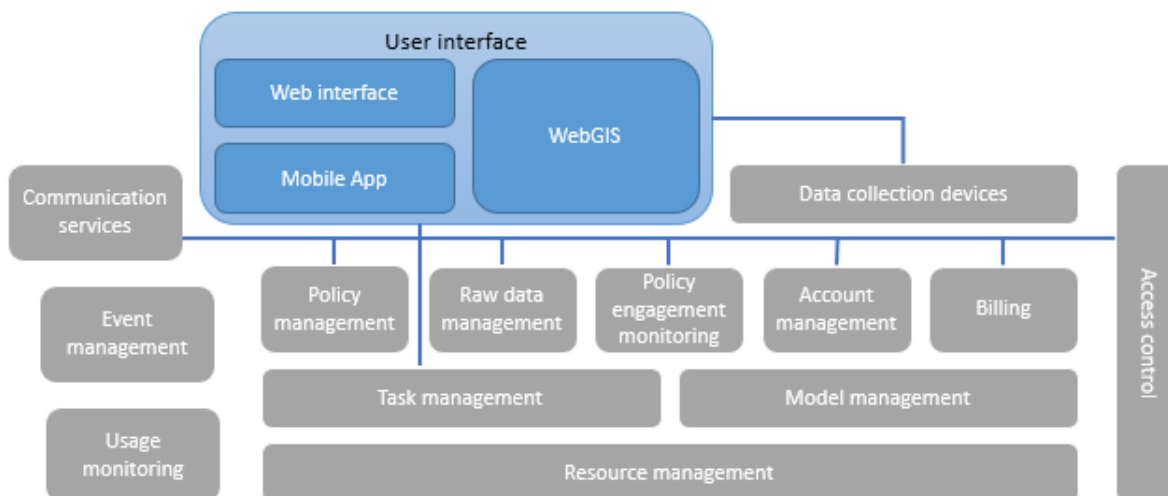 User interface
Web interface
WebGIS
Mobile App
Communication
services
Data collection devices
Policy
management
Raw data
management
Policy
engagement
monitoring
Account
management
Billing
Event
management
Access control
Task management
Model management
Usage
monitoring
Resource management